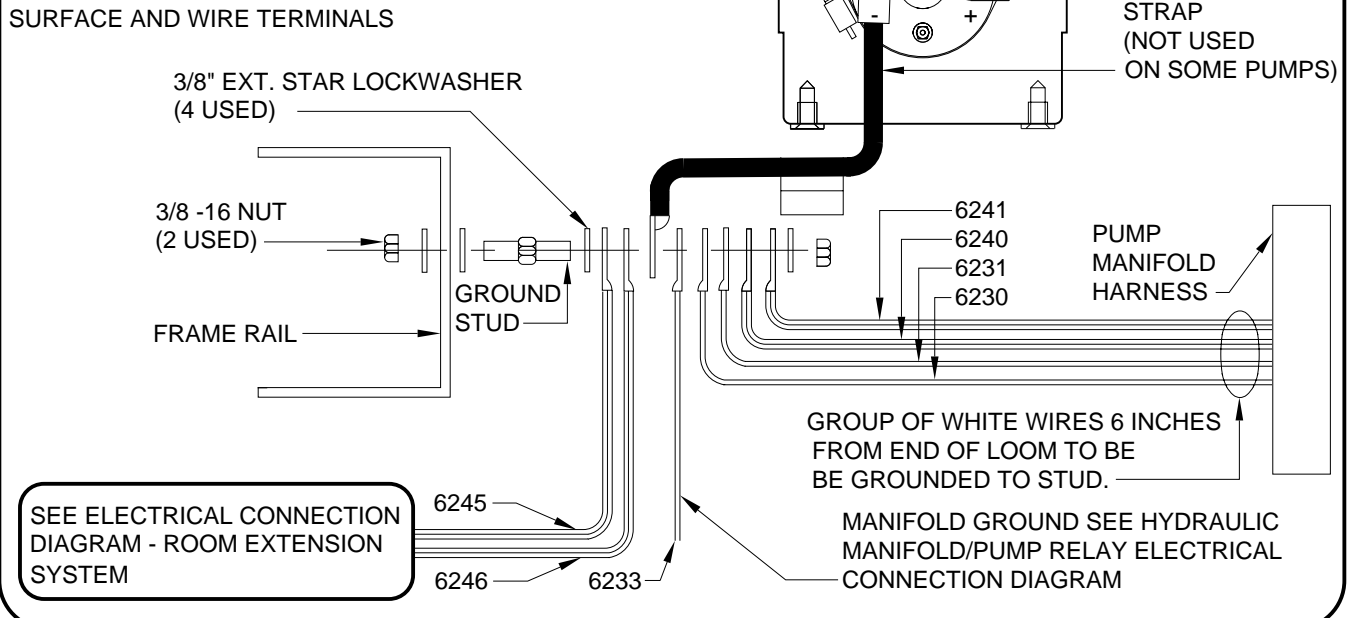 SURFACE AND WIRE TERMINALS
-
+
STRAP
(NOT USED
ON SOME PUMPS)
3/8" EXT. STAR LOCKWASHER
(4 USED)
3/8 -16 NUT
(2 USED)
GROUND
STUD
FRAME RAIL
6241
6240
6231
6230
PUMP
MANIFOLD
HARNESS
GROUP OF WHITE WIRES 6 INCHES
FROM END OF LOOM TO BE
BE GROUNDED TO STUD.
SEE ELECTRICAL CONNECTION
DIAGRAM - ROOM EXTENSION
SYSTEM
6245
6246
6233
MANIFOLD GROUND SEE HYDRAULIC
MANIFOLD/PUMP RELAY ELECTRICAL
CONNECTION DIAGRAM